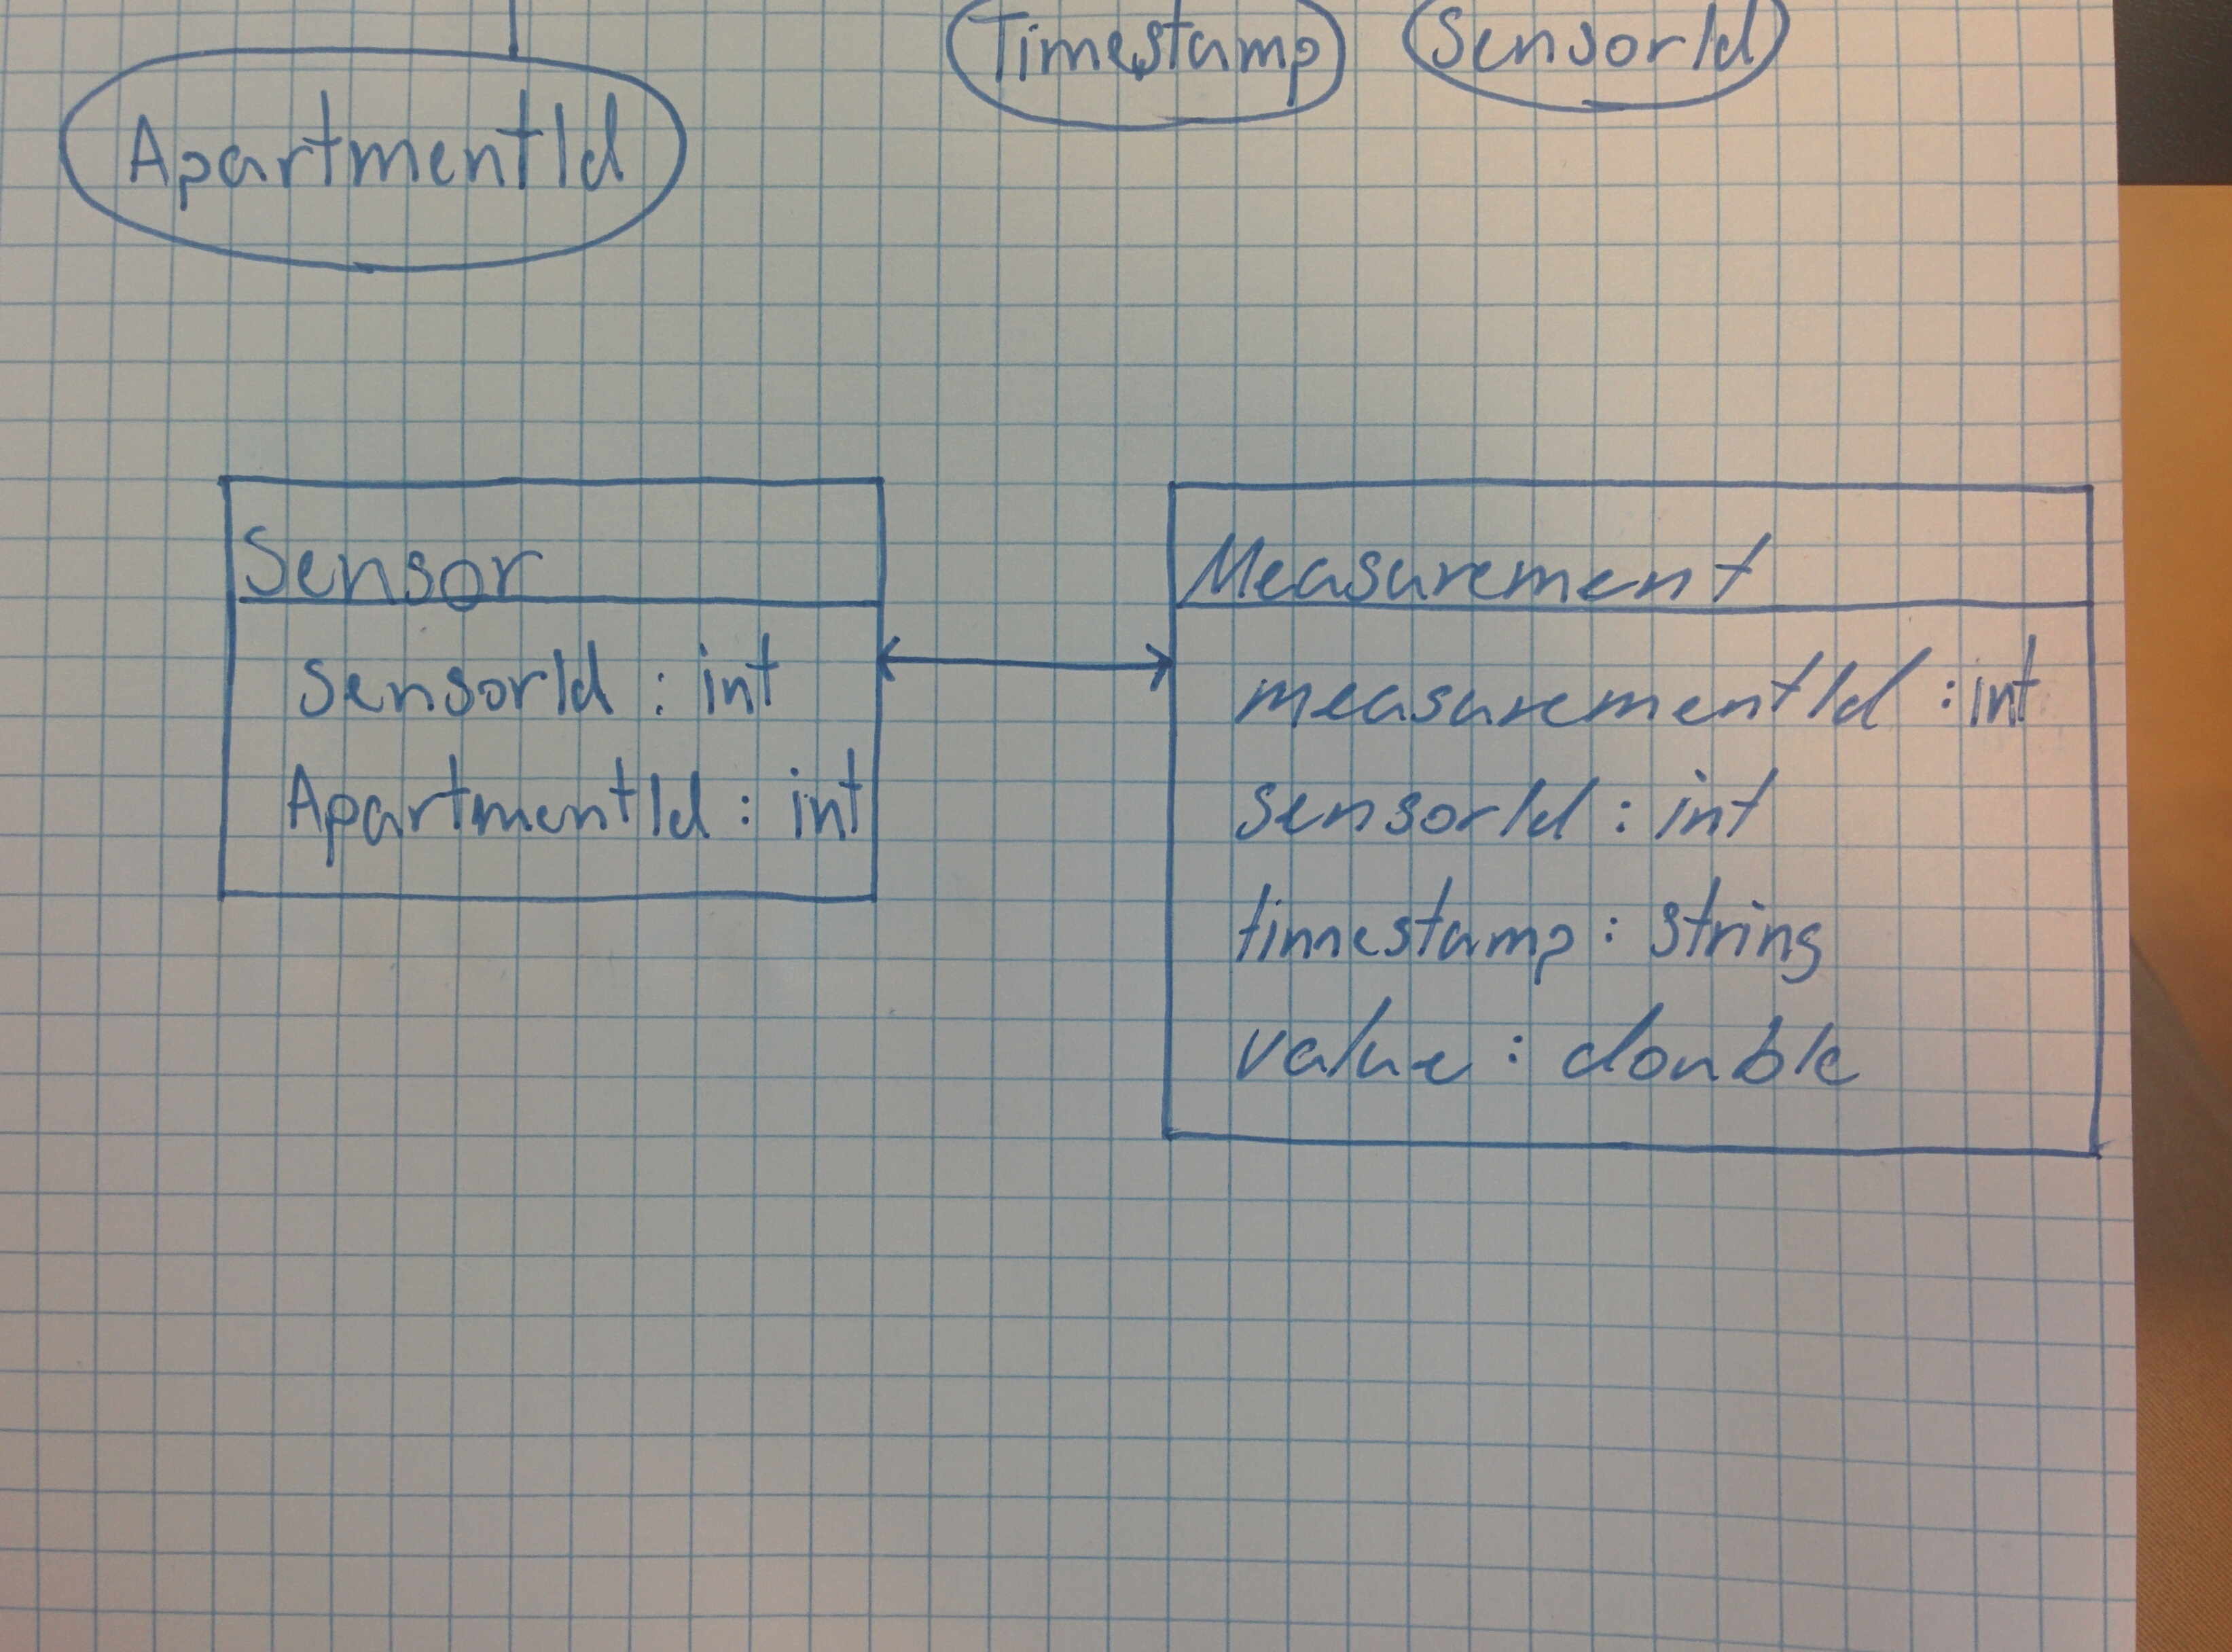 Timestamp SensorId
ApartmentId
Sensor
sensorId : int
ApartmentId : int
Measurement
measurementId : int
sensorId : int
timestamp : string
value : double